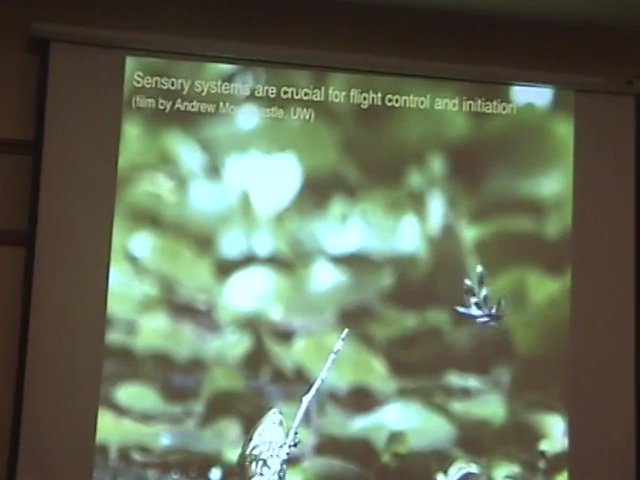 Sensory systems are crucial for flight control and initiation
(film by Andrew UW)